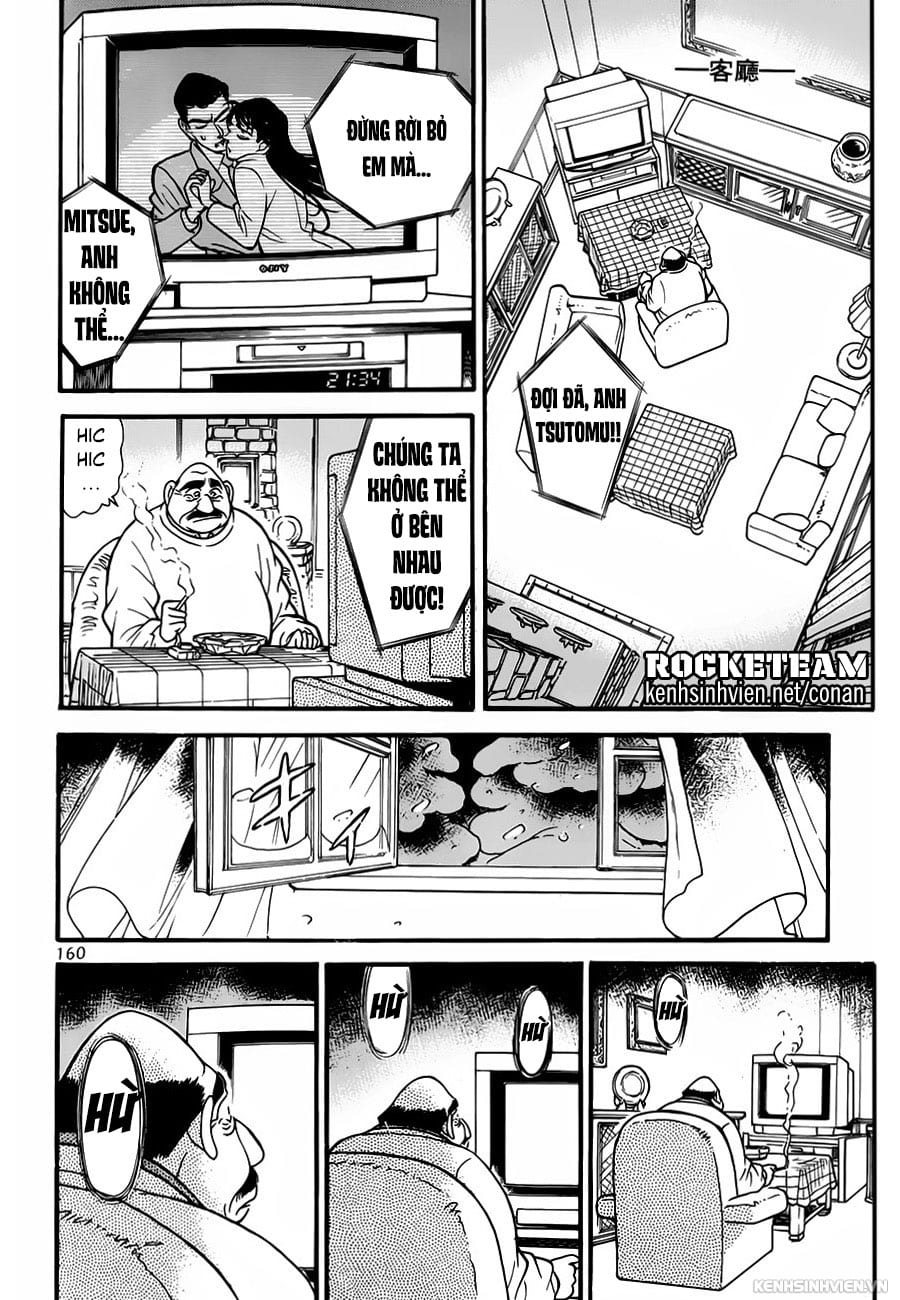 客廳
ĐỢI ĐÃ, ANH
TSUTOMU!!
ĐỪNG RỜI BỎ
EM MÀ...
MITSUE,
ANH
KHÔNG
THỂ...
21:34
CHÚNG TA
KHÔNG THỂ
Ở BÊN
NHAU
ĐƯỢC!
HIC
HIC
...
ROCKETEAM
kenhsinhvien.net/conan
キィ
160
HỪ
HỪ
HỪ
HỪ
KENHSINHVIEN.VN